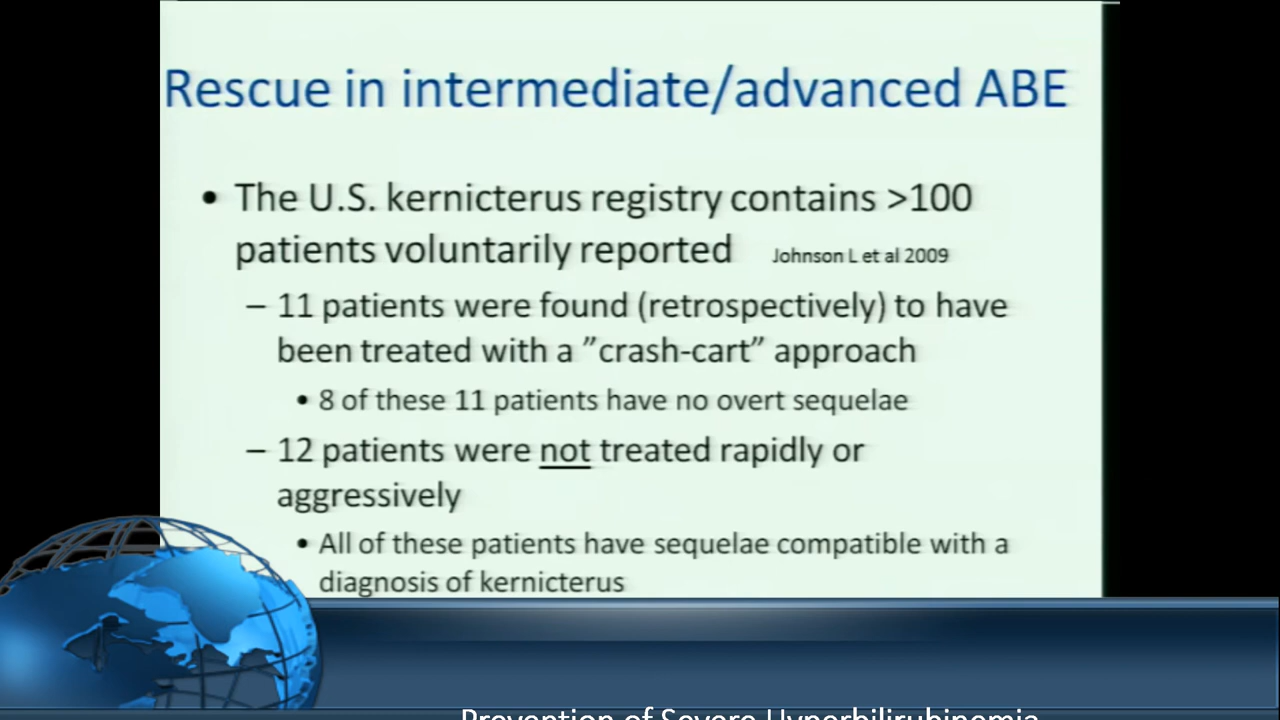 Rescue in intermediate/advanced ABE
• The U.S. kernicterus registry contains >100
patients voluntarily reported Johnson L et al 2009
– 11 patients were found (retrospectively) to have
been treated with a ”crash-cart” approach
• 8 of these 11 patients have no overt sequelae
– 12 patients were not treated rapidly or
aggressively
• All of these patients have sequelae compatible with a
diagnosis of kernicterus
Prevention of Severe Hyperbilirubinemia